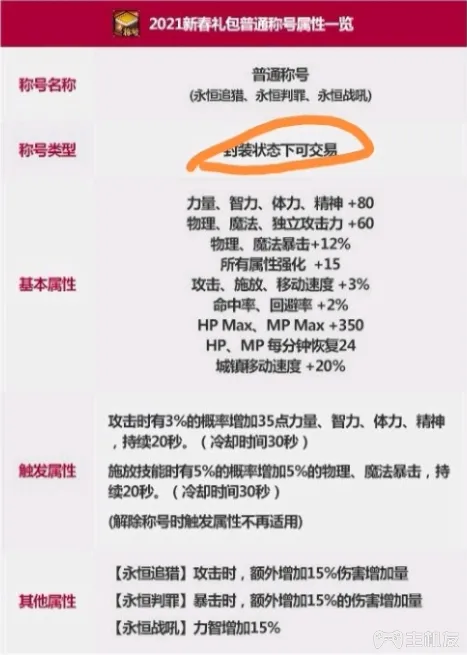 称号
2021新春礼包普通称号属性一览
称号名称
普通称号
(永恒追猎、永恒判罪、永恒战吼)
称号类型
封装状态下可交易
基本属性
力量、智力、体力、精神 +80
物理、魔法、独立攻击力 +60
物理、魔法暴击+12%
所有属性强化 +15
攻击、施放、移动速度 +3%
命中率、回避率 +2%
HP Max、MP Max +350
HP、MP 每分钟恢复24
城镇移动速度 +20%
触发属性
攻击时有3%的概率增加35点力量、智力、体力、精神
，持续20秒。（冷却时间30秒）
施放技能时有5%的概率增加5%的物理、魔法暴击，持
续20秒。（冷却时间30秒）
(解除称号时触发属性不再适用)
其他属性
【永恒追猎】攻击时，额外增加15%伤害增加量
【永恒判罪】暴击时，额外增加15%的伤害增加量
【永恒战吼】力智增加15%
主机友